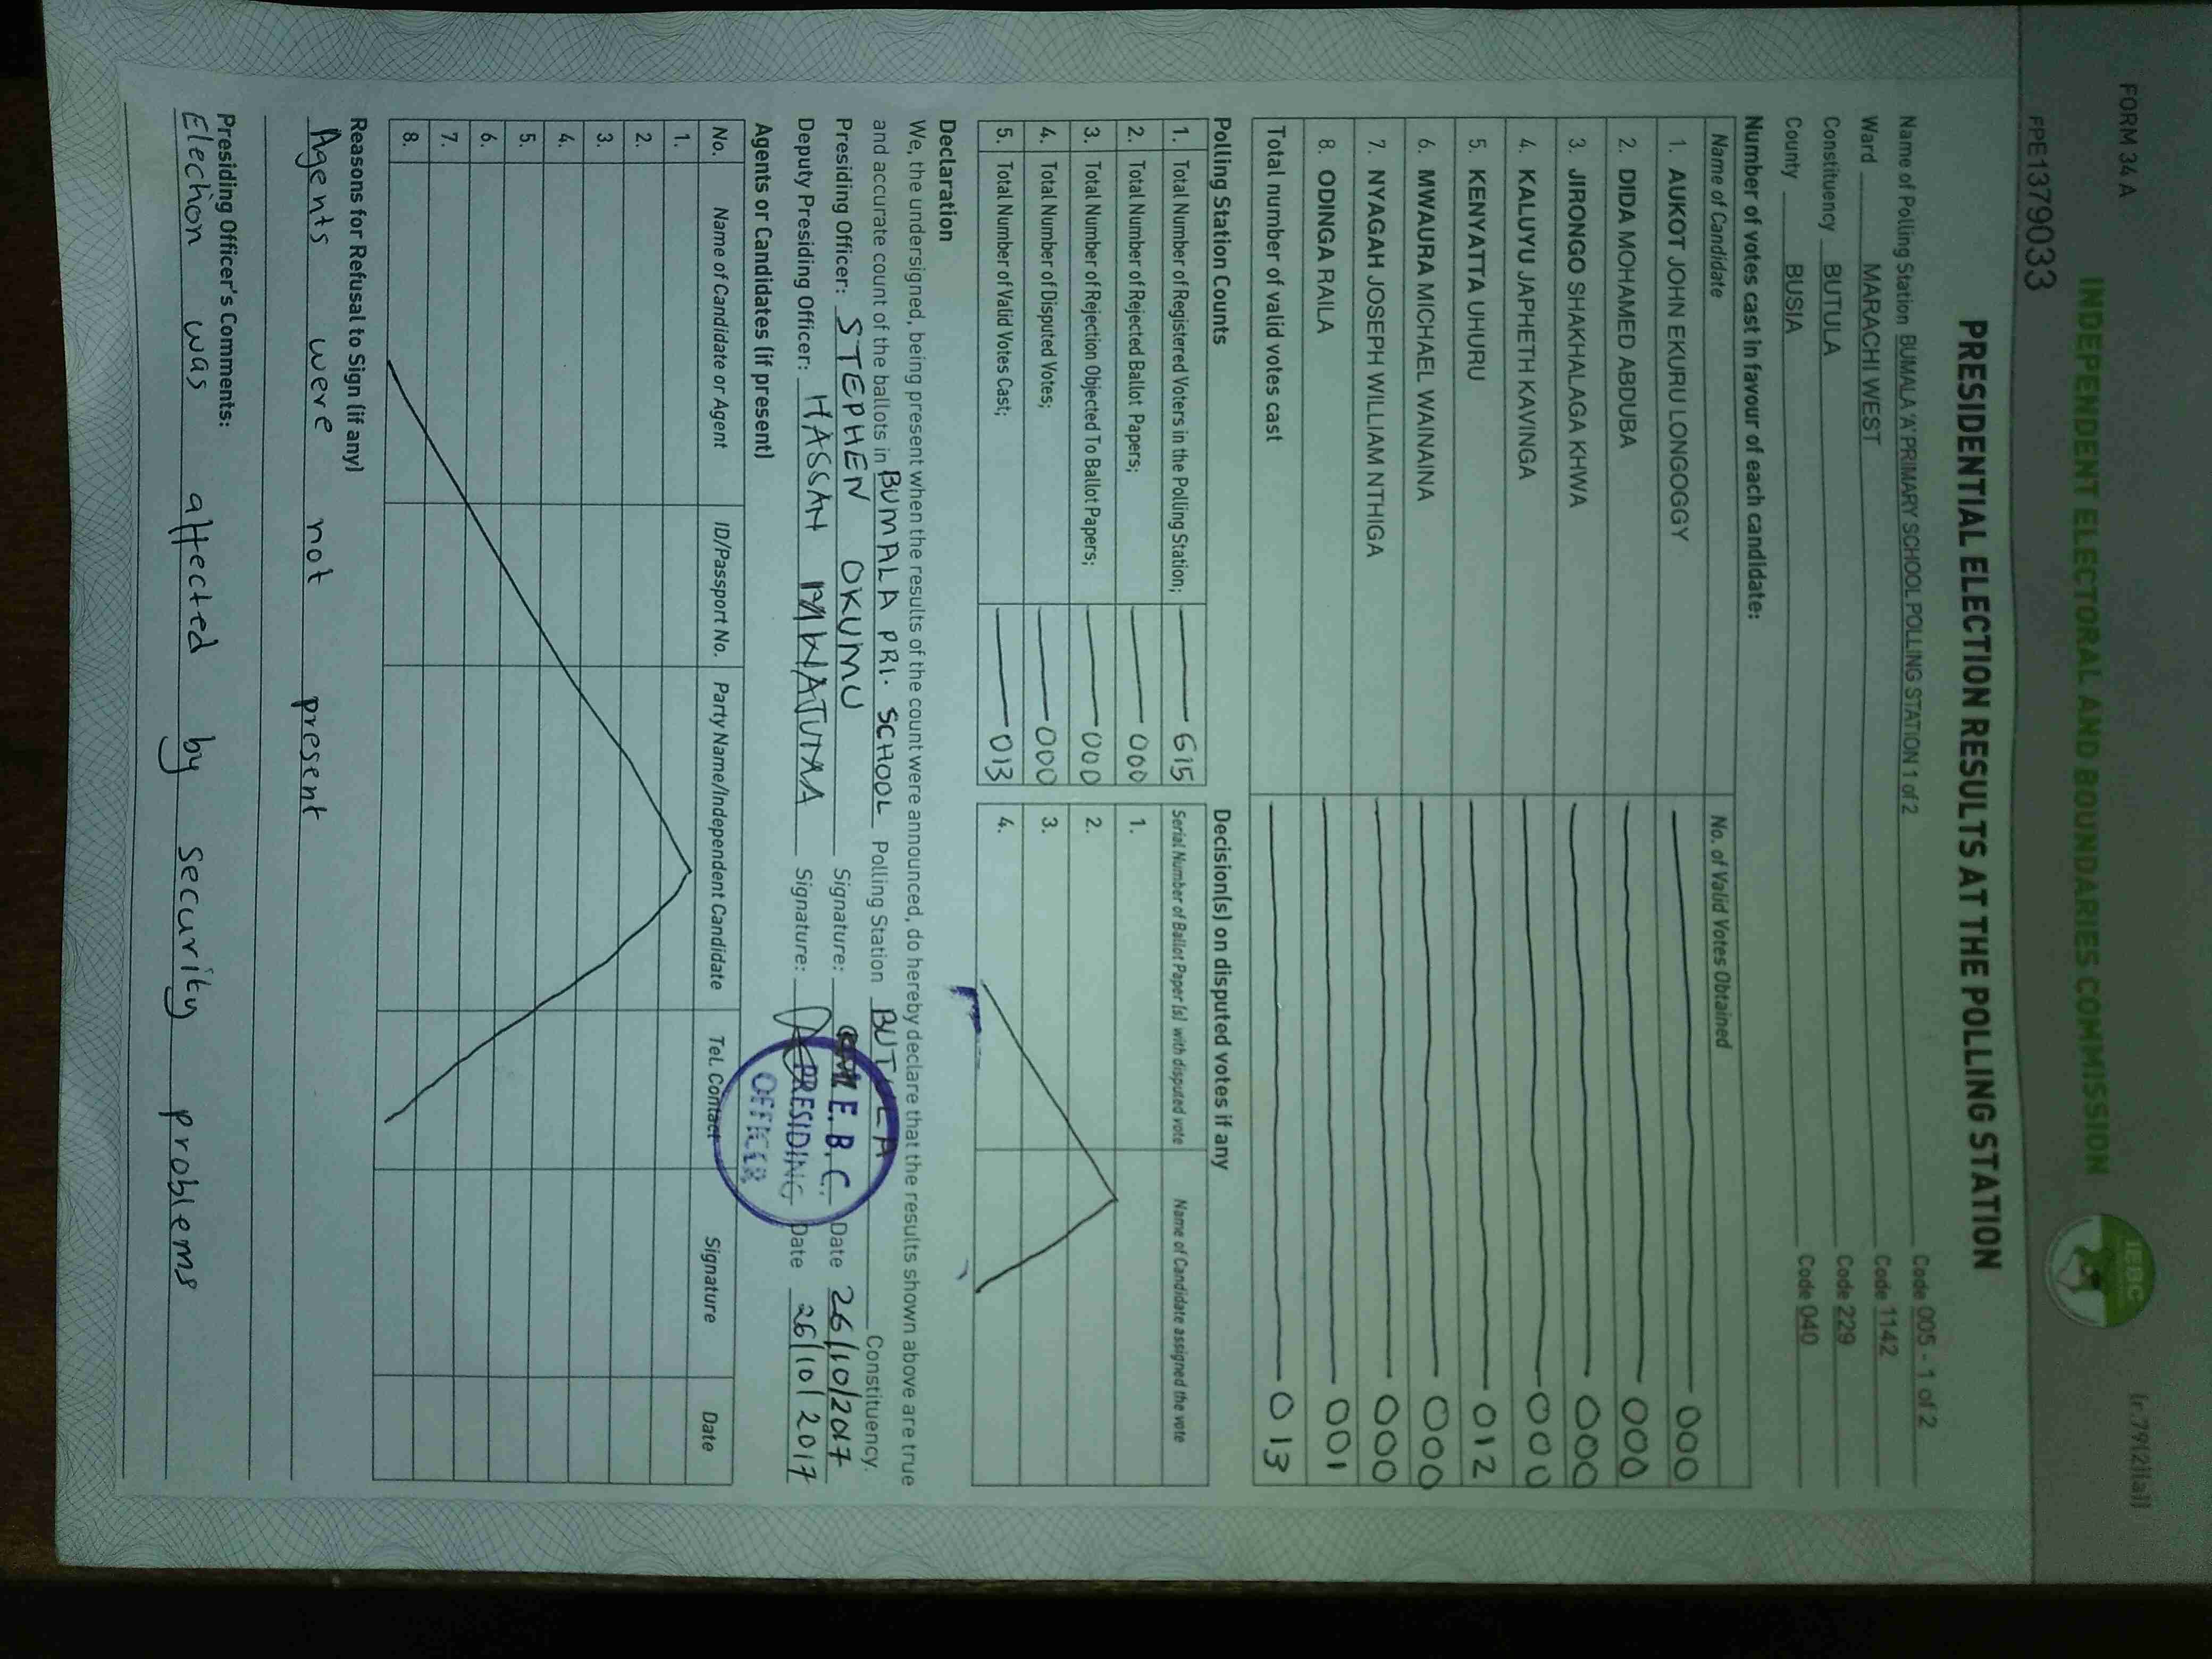 FORM 34 A
(r.79(2)(a))
INDEPENDENT ELECTORAL AND BOUNDARIES COMMISSION
IEBC
FPE1379033
PRESIDENTIAL ELECTION RESULTS AT THE POLLING STATION
Name of Polling Station BUMALA 'A' PRIMARY SCHOOL POLLING STATION 1 of 2 Code 005 - 1 of 2
Ward MARACHI WEST Code 1142
Constituency BUTULA Code 229
County BUSIA Code 040
Number of votes cast in favour of each candidate:
Name of Candidate No. of Valid Votes Obtained
1. AUKOT JOHN EKURU LONGOGGY 000
2. DIDA MOHAMED ABDUBA 000
3. JIRONGO SHAKHALAGA KHWA 000
4. KALUYU JAPHETH KAVINGA 000
5. KENYATTA UHURU 012
6. MWAURA MICHAEL WAINAINA 000
7. NYAGAH JOSEPH WILLIAM NTHIGA 000
8. ODINGA RAILA 001
Total number of valid votes cast 013
Polling Station Counts
1. Total Number of Registered Voters in the Polling Station; 615
2. Total Number of Rejected Ballot Papers; 000
3. Total Number of Rejection Objected To Ballot Papers; 000
4. Total Number of Disputed Votes; 000
5. Total Number of Valid Votes Cast; 013
Decision(s) on disputed votes if any
Serial Number of Ballot Paper (s) with disputed vote Name of Candidate assigned the vote
1.
2.
3.
4.
Declaration
We, the undersigned, being present when the results of the count were announced, do hereby declare that the results shown above are true
and accurate count of the ballots in BUMALA PRI. SCHOOL Polling Station BUTULA Constituency.
Presiding Officer: STEPHEN OKUMU Signature: Date 26/10/2017
Deputy Presiding Officer: HASSAN Signature: Date 26/10/2017
E.B.C.
PRESIDING
OFFICER
Agents or Candidates (if present)
No. Name of Candidate or Agent ID/Passport No. Party Name/Independent Candidate Tel. Contact Signature Date
1.
2.
3.
4.
5.
6.
7.
8.
Reasons for Refusal to Sign (if any)
Agents were not present
Presiding Officer's Comments:
Election was affected by security problems